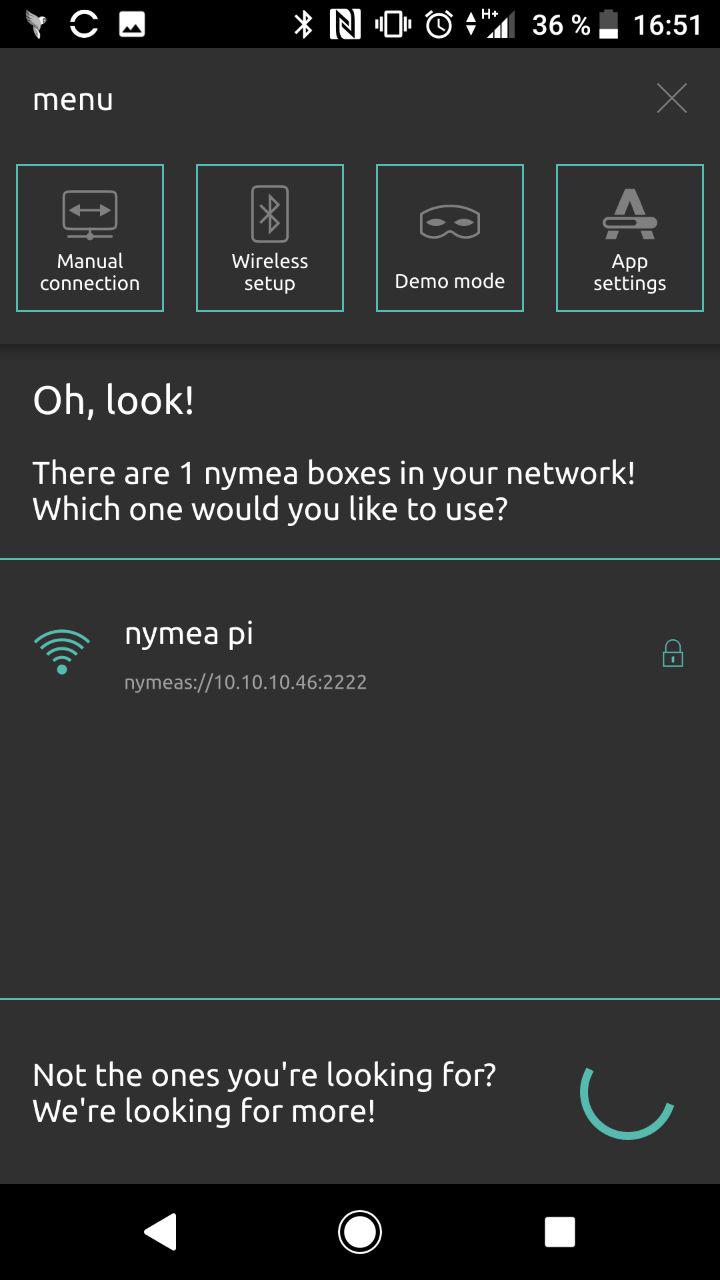 H+ 36 % 16:51
menu
Manual
connection
Wireless
setup
Demo mode
App
settings
Oh, look!
There are 1 nymea boxes in your network!
Which one would you like to use?
nymea pi
nymeas://10.10.10.46:2222
Not the ones you're looking for?
We're looking for more!